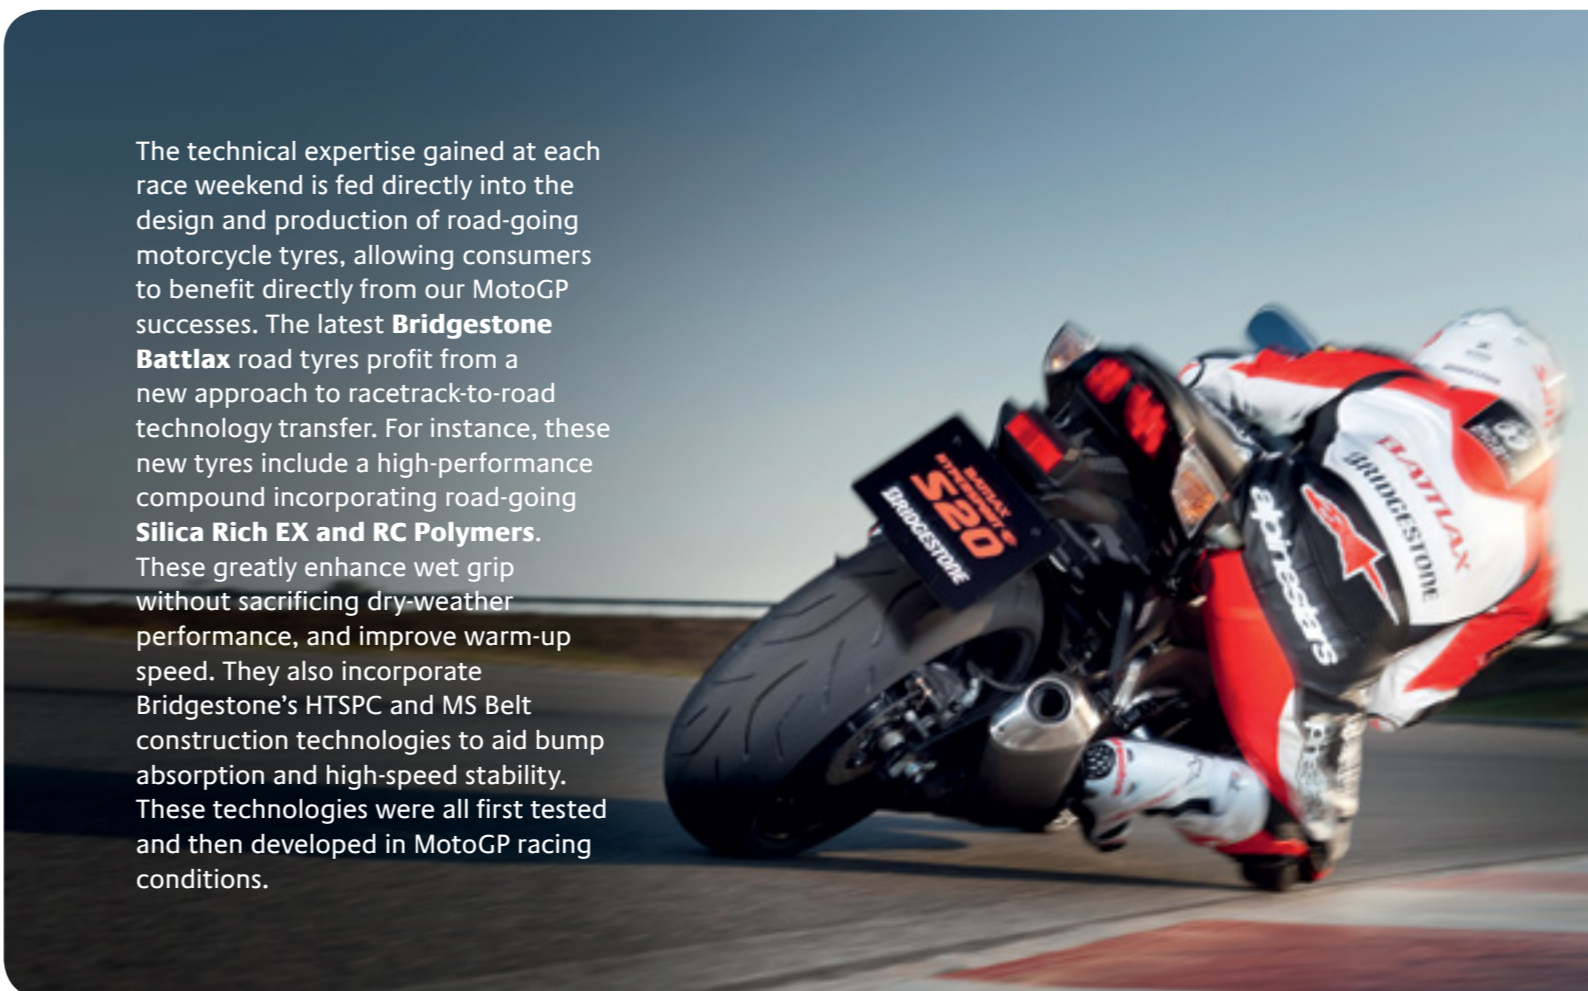 The technical expertise gained at each
race weekend is fed directly into the
design and production of road-going
motorcycle tyres, allowing consumers
to benefit directly from our MotoGP
successes. The latest Bridgestone
Battlax road tyres profit from a
new approach to racetrack-to-road
technology transfer. For instance, these
new tyres include a high-performance
compound incorporating road-going
Silica Rich EX and RC Polymers.
These greatly enhance wet grip
without sacrificing dry-weather
performance, and improve warm-up
speed. They also incorporate
Bridgestone’s HTSPC and MS Belt
construction technologies to aid bump
absorption and high-speed stability.
These technologies were all first tested
and then developed in MotoGP racing
conditions.
BATTLAX
HYPERSPORT
S20
BRIDGESTONE
BATTLAX
BRIDGESTONE
alpinestars